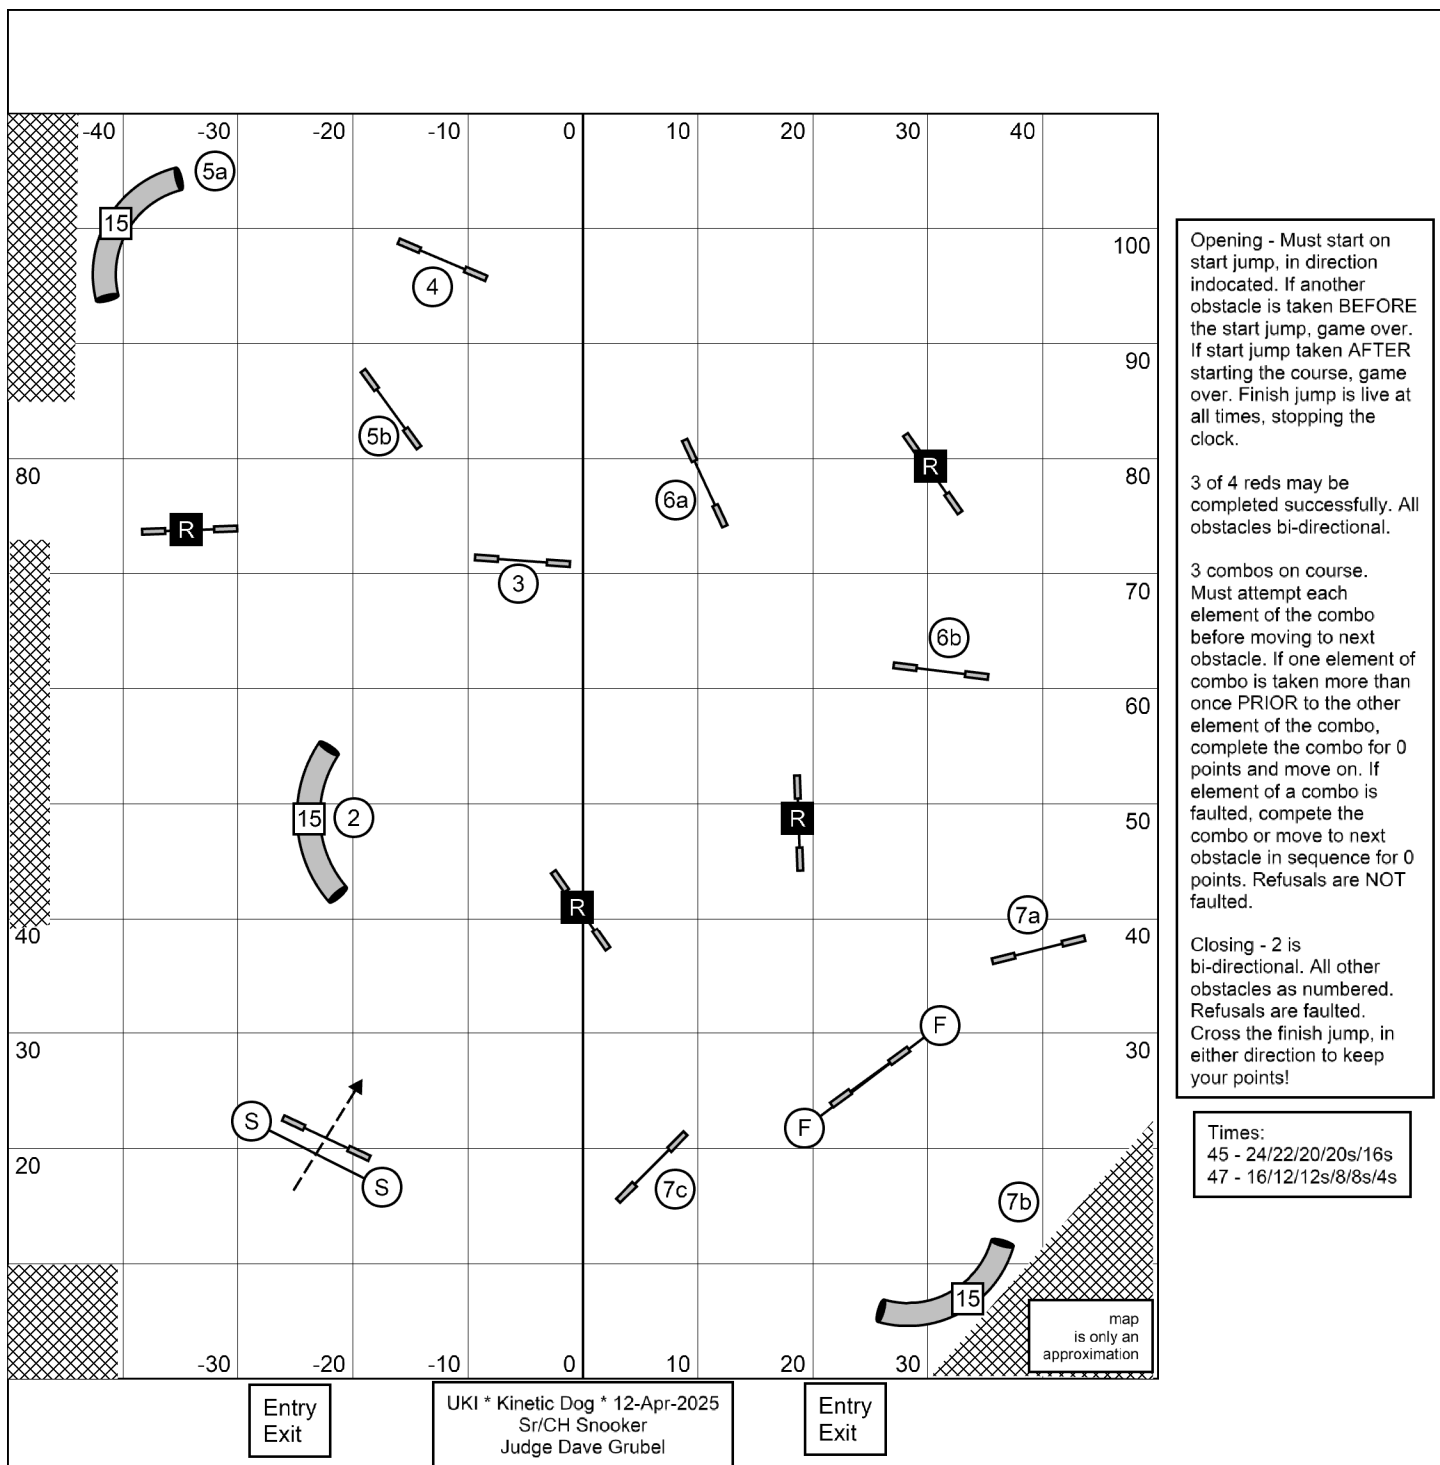 -40 -30 -20 -10 0 10 20 30 40
5a
15
100
4
90
5b
80
R
80
6a
R
3
70
6b
60
15 2
R
50
R
7a
40
40
30
F
30
S
F
20
S
7c
20
7b
15
map
is only an
approximation
-30 -20 -10 0 10 20 30
Entry
Exit
UKI * Kinetic Dog * 12-Apr-2025
Sr/CH Snooker
Judge Dave Grubel
Entry
Exit
Opening - Must start on
start jump, in direction
indocated. If another
obstacle is taken BEFORE
the start jump, game over.
If start jump taken AFTER
starting the course, game
over. Finish jump is live at
all times, stopping the
clock.
3 of 4 reds may be
completed successfully. All
obstacles bi-directional.
3 combos on course.
Must attempt each
element of the combo
before moving to next
obstacle. If one element of
combo is taken more than
once PRIOR to the other
element of the combo,
complete the combo for 0
points and move on. If
element of a combo is
faulted, compete the
combo or move to next
obstacle in sequence for 0
points. Refusals are NOT
faulted.
Closing - 2 is
bi-directional. All other
obstacles as numbered.
Refusals are faulted.
Cross the finish jump, in
either direction to keep
your points!
Times:
45 - 24/22/20/20s/16s
47 - 16/12/12s/8/8s/4s